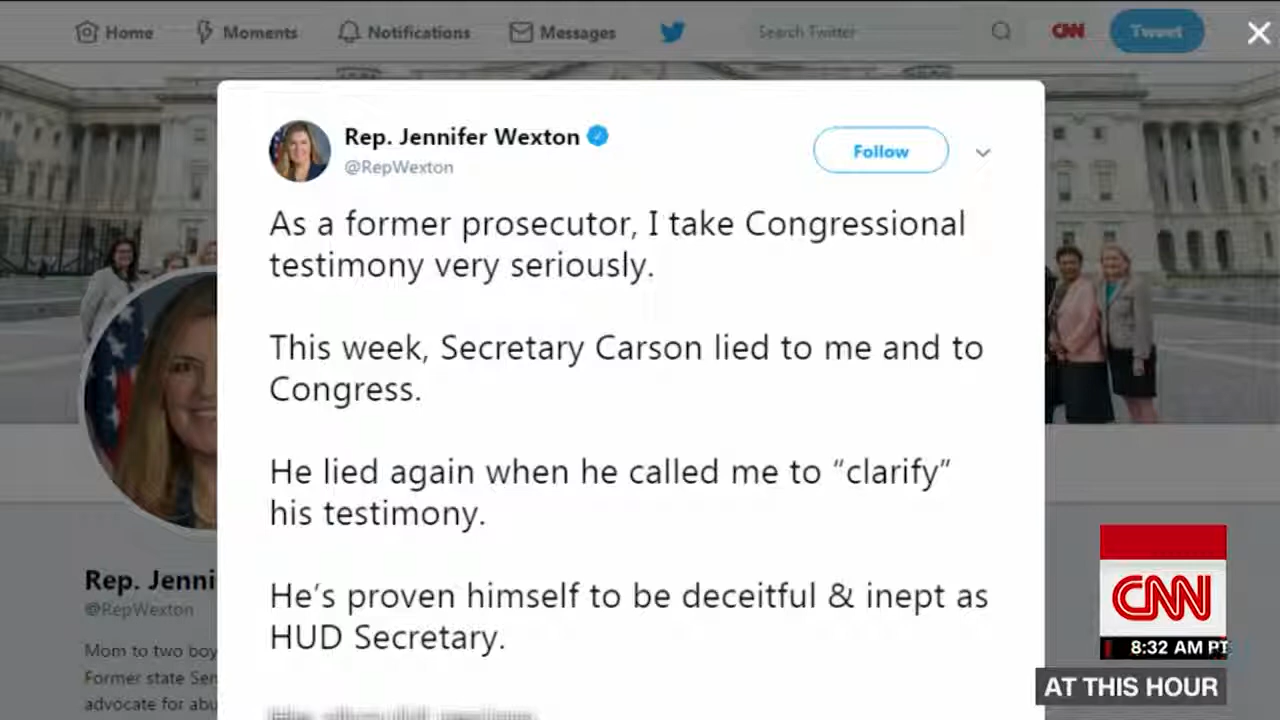 Home
Moments
Notifications
Messages
Search Twitter
CNN
Tweet
Rep. Jennifer Wexton
@RepWexton
Follow
As a former prosecutor, I take Congressional
testimony very seriously.
This week, Secretary Carson lied to me and to
Congress.
He lied again when he called me to “clarify”
his testimony.
He’s proven himself to be deceitful & inept as
HUD Secretary.
Rep. Jenni
@RepWexton
Mom to two boy
Former state Sen
advocate for abu
CNN
8:32 AM PT
AT THIS HOUR